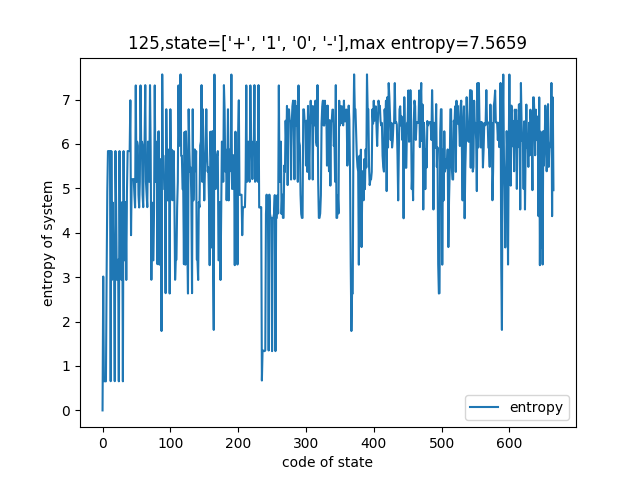 125,state=['+', '1', '0', '-'],max entropy=7.5659
7
6
5
4
3
2
1
0
entropy of system
entropy
0 100 200 300 400 500 600
code of state